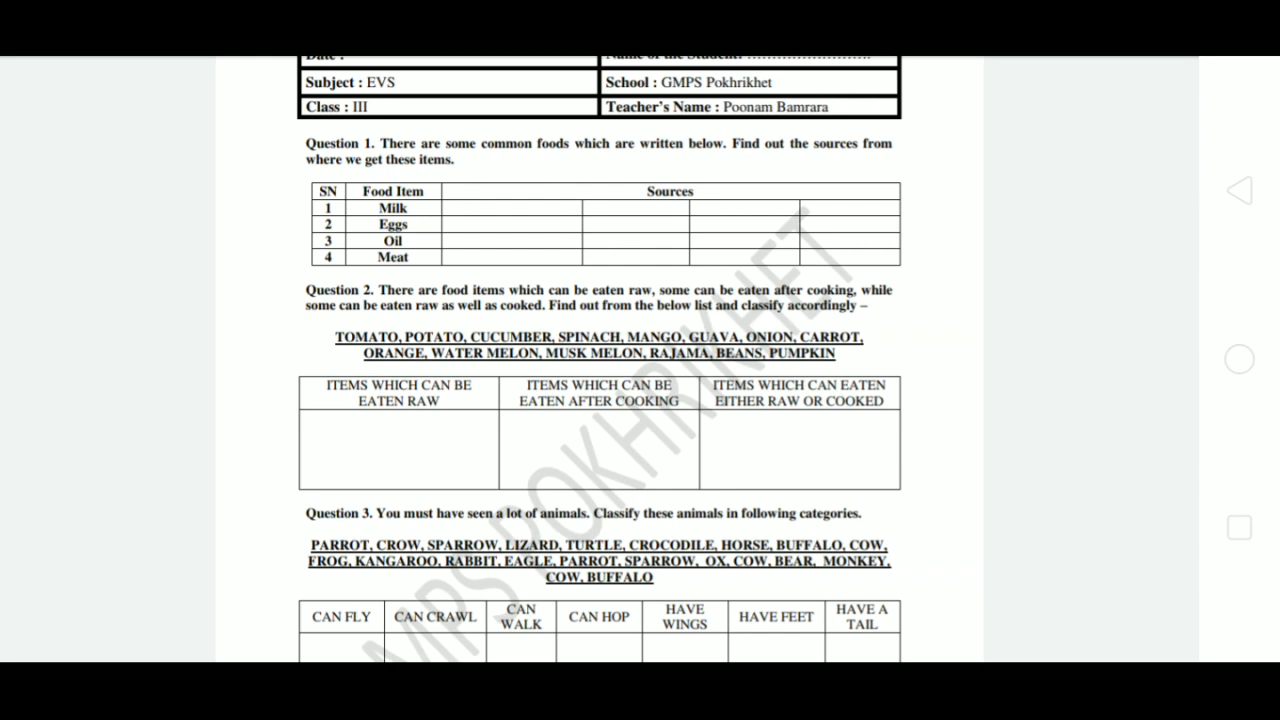 Date :
Name of the Student: ...........................
Subject : EVS
School : GMPS Pokhrikhet
Class : III
Teacher's Name : Poonam Bamrara
Question 1. There are some common foods which are written below. Find out the sources from
where we get these items.
SN Food Item Sources
1 Milk
2 Eggs
3 Oil
4 Meat
Question 2. There are food items which can be eaten raw, some can be eaten after cooking, while
some can be eaten raw as well as cooked. Find out from the below list and classify accordingly –
TOMATO, POTATO, CUCUMBER, SPINACH, MANGO, GUAVA, ONION, CARROT,
ORANGE, WATER MELON, MUSK MELON, RAJAMA, BEANS, PUMPKIN
ITEMS WHICH CAN BE
EATEN RAW
ITEMS WHICH CAN BE
EATEN AFTER COOKING
ITEMS WHICH CAN EATEN
EITHER RAW OR COOKED
Question 3. You must have seen a lot of animals. Classify these animals in following categories.
PARROT, CROW, SPARROW, LIZARD, TURTLE, CROCODILE, HORSE, BUFFALO, COW,
FROG, KANGAROO, RABBIT, EAGLE, PARROT, SPARROW, OX, COW, BEAR, MONKEY,
COW, BUFFALO
CAN FLY
CAN CRAWL
CAN
WALK
CAN HOP
HAVE
WINGS
HAVE FEET
HAVE A
TAIL
MPS POKHRIKHET